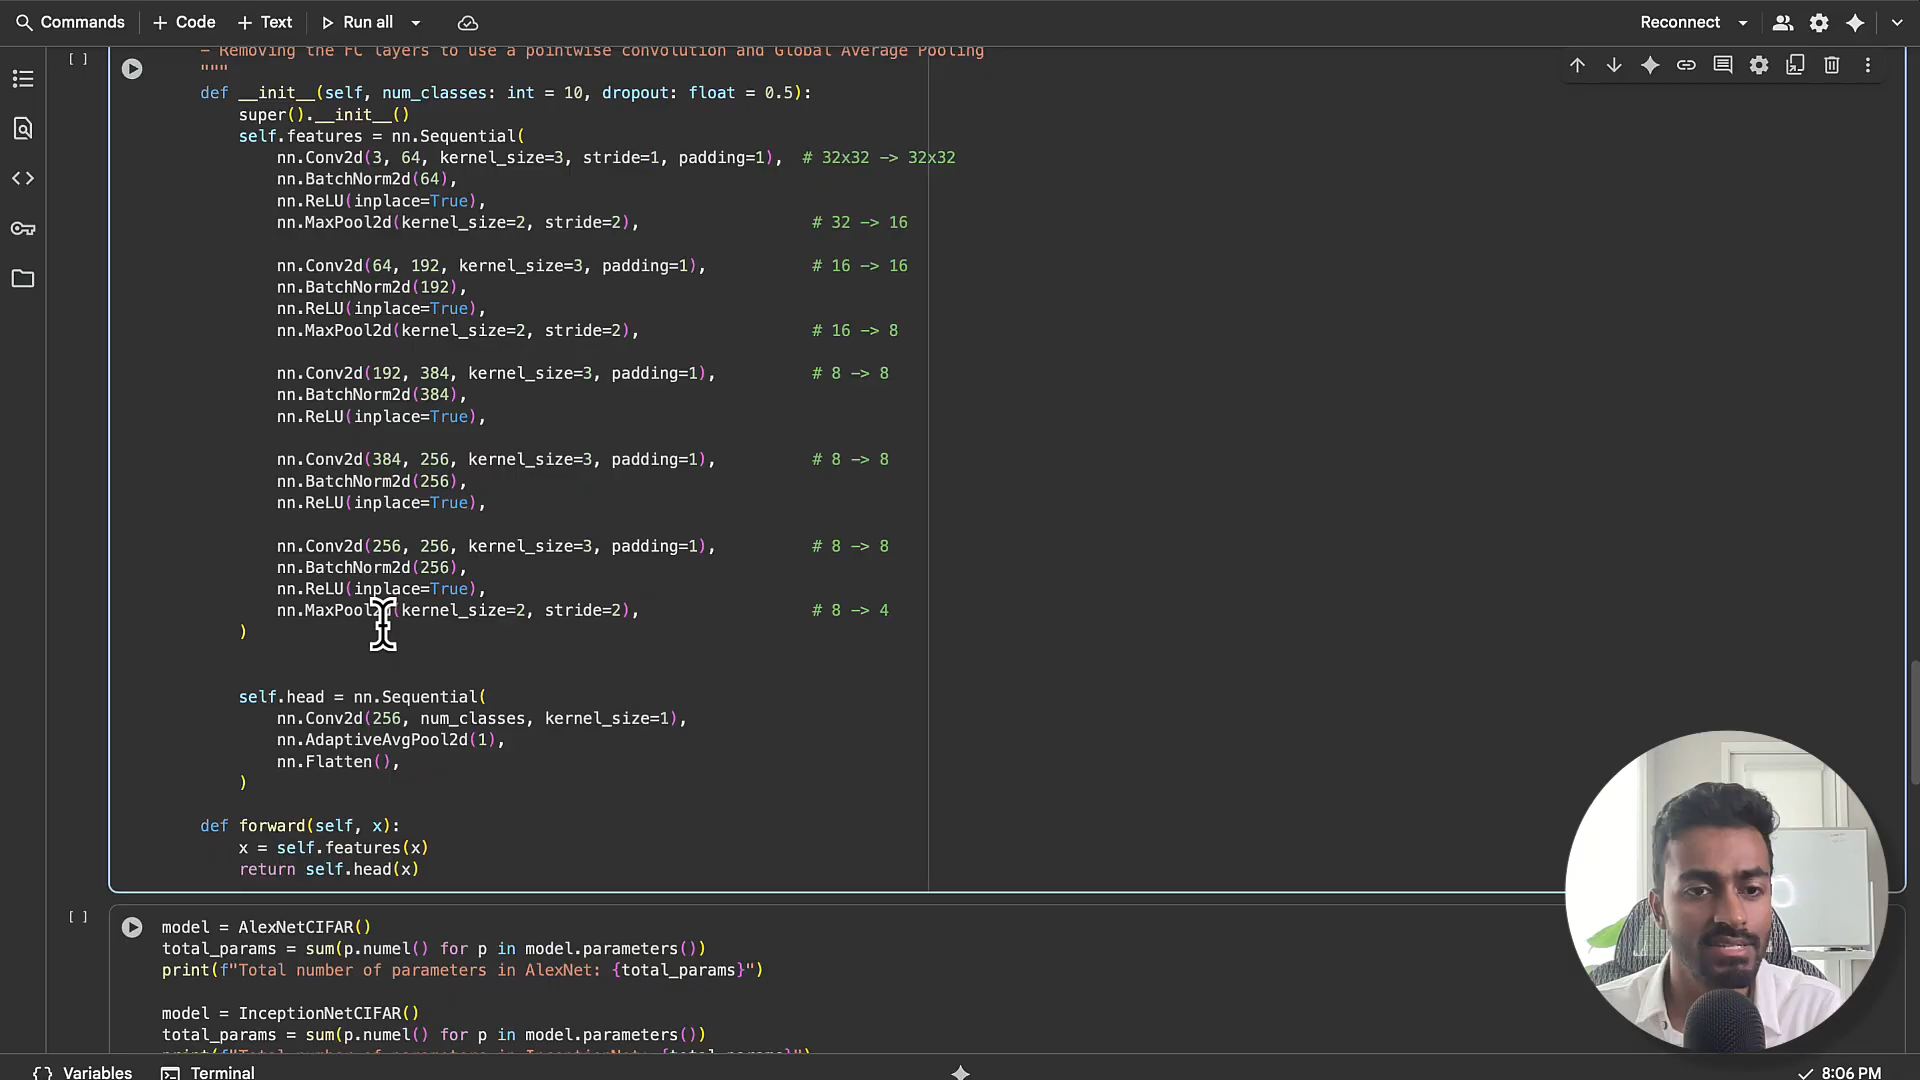 Commands
+ Code
+ Text
Run all
Reconnect
[ ]
– Removing the FC layers to use a pointwise convolution and Global Average Pooling
"""
def __init__(self, num_classes: int = 10, dropout: float = 0.5):
super().__init__()
self.features = nn.Sequential(
nn.Conv2d(3, 64, kernel_size=3, stride=1, padding=1), # 32x32 -> 32x32
nn.BatchNorm2d(64),
nn.ReLU(inplace=True),
nn.MaxPool2d(kernel_size=2, stride=2), # 32 -> 16
nn.Conv2d(64, 192, kernel_size=3, padding=1), # 16 -> 16
nn.BatchNorm2d(192),
nn.ReLU(inplace=True),
nn.MaxPool2d(kernel_size=2, stride=2), # 16 -> 8
nn.Conv2d(192, 384, kernel_size=3, padding=1), # 8 -> 8
nn.BatchNorm2d(384),
nn.ReLU(inplace=True),
nn.Conv2d(384, 256, kernel_size=3, padding=1), # 8 -> 8
nn.BatchNorm2d(256),
nn.ReLU(inplace=True),
nn.Conv2d(256, 256, kernel_size=3, padding=1), # 8 -> 8
nn.BatchNorm2d(256),
nn.ReLU(inplace=True),
nn.MaxPool2d(kernel_size=2, stride=2), # 8 -> 4
)
self.head = nn.Sequential(
nn.Conv2d(256, num_classes, kernel_size=1),
nn.AdaptiveAvgPool2d(1),
nn.Flatten(),
)
def forward(self, x):
x = self.features(x)
return self.head(x)
[ ]
model = AlexNetCIFAR()
total_params = sum(p.numel() for p in model.parameters())
print(f"Total number of parameters in AlexNet: {total_params}")
model = InceptionNetCIFAR()
total_params = sum(p.numel() for p in model.parameters())
print(f"Total number of parameters in InceptionNet: {total_params}")
{} Variables
Terminal
8:06 PM